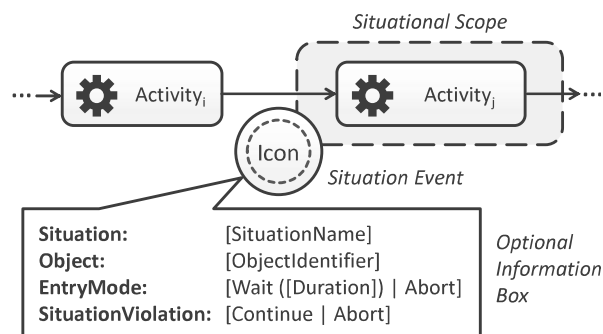 Situational Scope
... Activityi Activityj ...
Icon
Situation Event
Situation: [SituationName]
Object: [ObjectIdentifier]
EntryMode: [Wait ([Duration]) | Abort]
SituationViolation: [Continue | Abort]
Optional
Information
Box